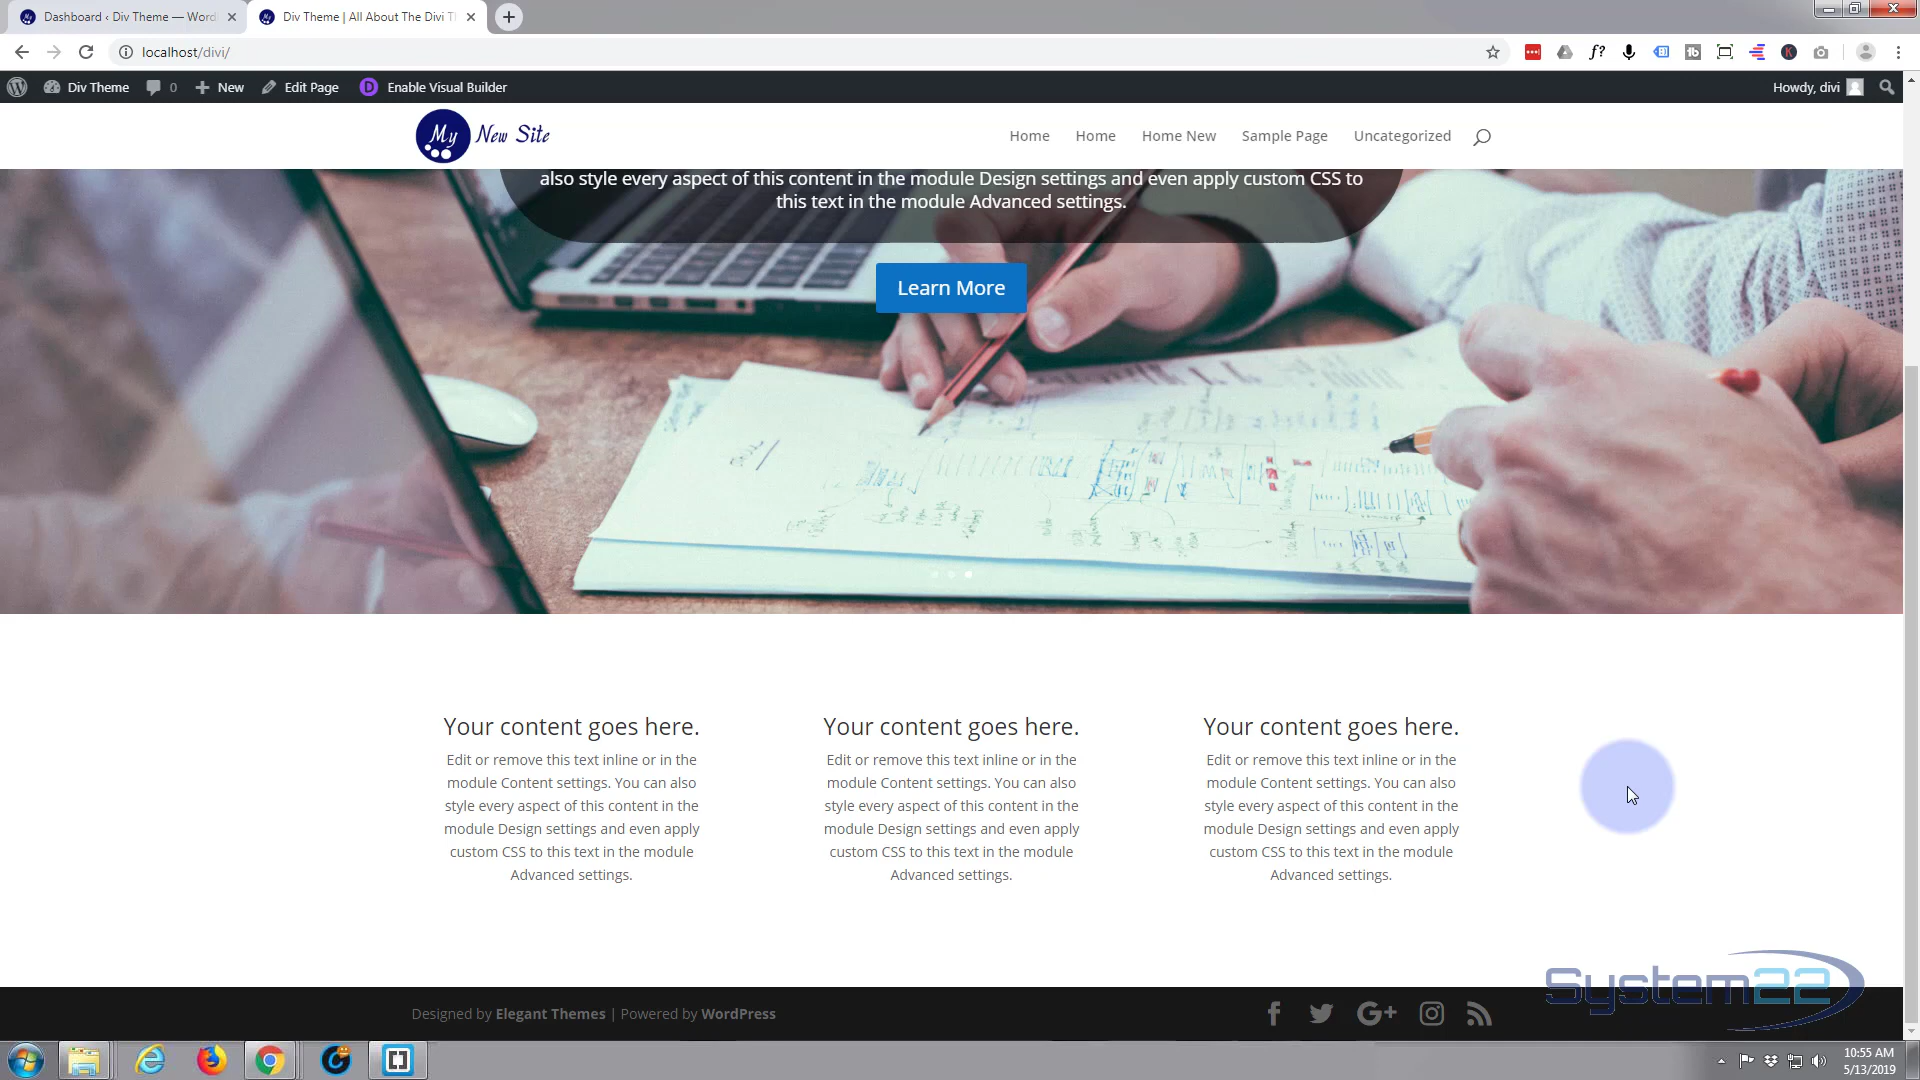 Dashboard ‹ Div Theme — Word
Div Theme | All About The Divi T
localhost/divi/
Div Theme
0
New
Edit Page
D
Enable Visual Builder
Howdy, divi
My New Site
Home
Home
Home New
Sample Page
Uncategorized
also style every aspect of this content in the module Design settings and even apply custom CSS to
this text in the module Advanced settings.
Learn More
Your content goes here.
Edit or remove this text inline or in the
module Content settings. You can also
style every aspect of this content in the
module Design settings and even apply
custom CSS to this text in the module
Advanced settings.
Your content goes here.
Edit or remove this text inline or in the
module Content settings. You can also
style every aspect of this content in the
module Design settings and even apply
custom CSS to this text in the module
Advanced settings.
Your content goes here.
Edit or remove this text inline or in the
module Content settings. You can also
style every aspect of this content in the
module Design settings and even apply
custom CSS to this text in the module
Advanced settings.
System22
Designed by Elegant Themes | Powered by WordPress
10:55 AM
5/13/2019